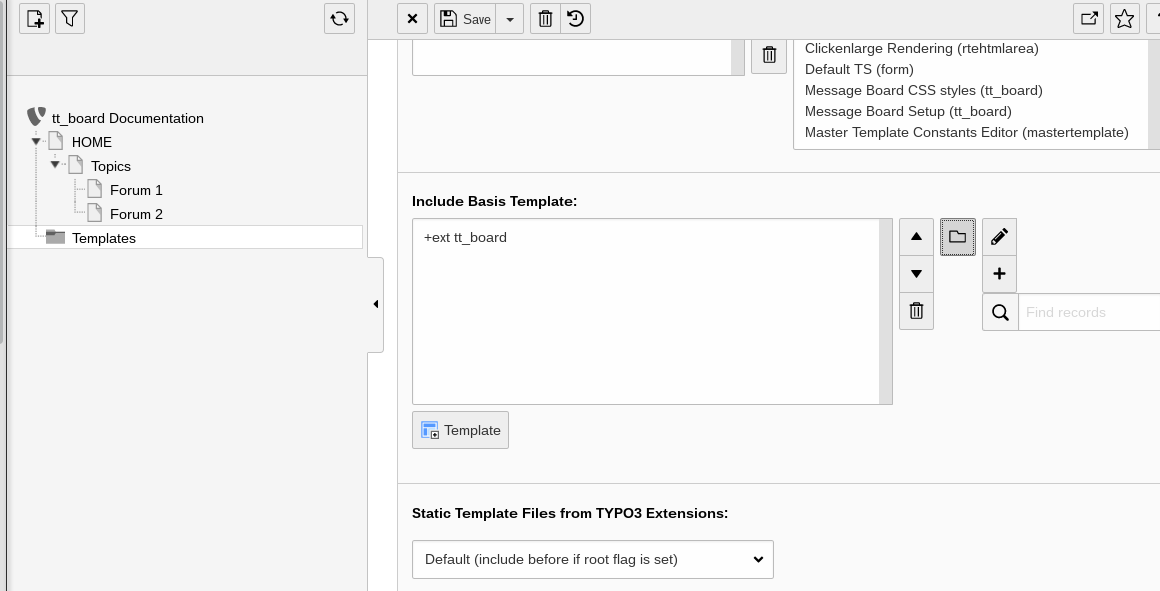 Save
tt_board Documentation
HOME
Topics
Forum 1
Forum 2
Templates
Clickenlarge Rendering (rtehtmlarea)
Default TS (form)
Message Board CSS styles (tt_board)
Message Board Setup (tt_board)
Master Template Constants Editor (mastertemplate)
Include Basis Template:
+ext tt_board
Find records
Template
Static Template Files from TYPO3 Extensions:
Default (include before if root flag is set)